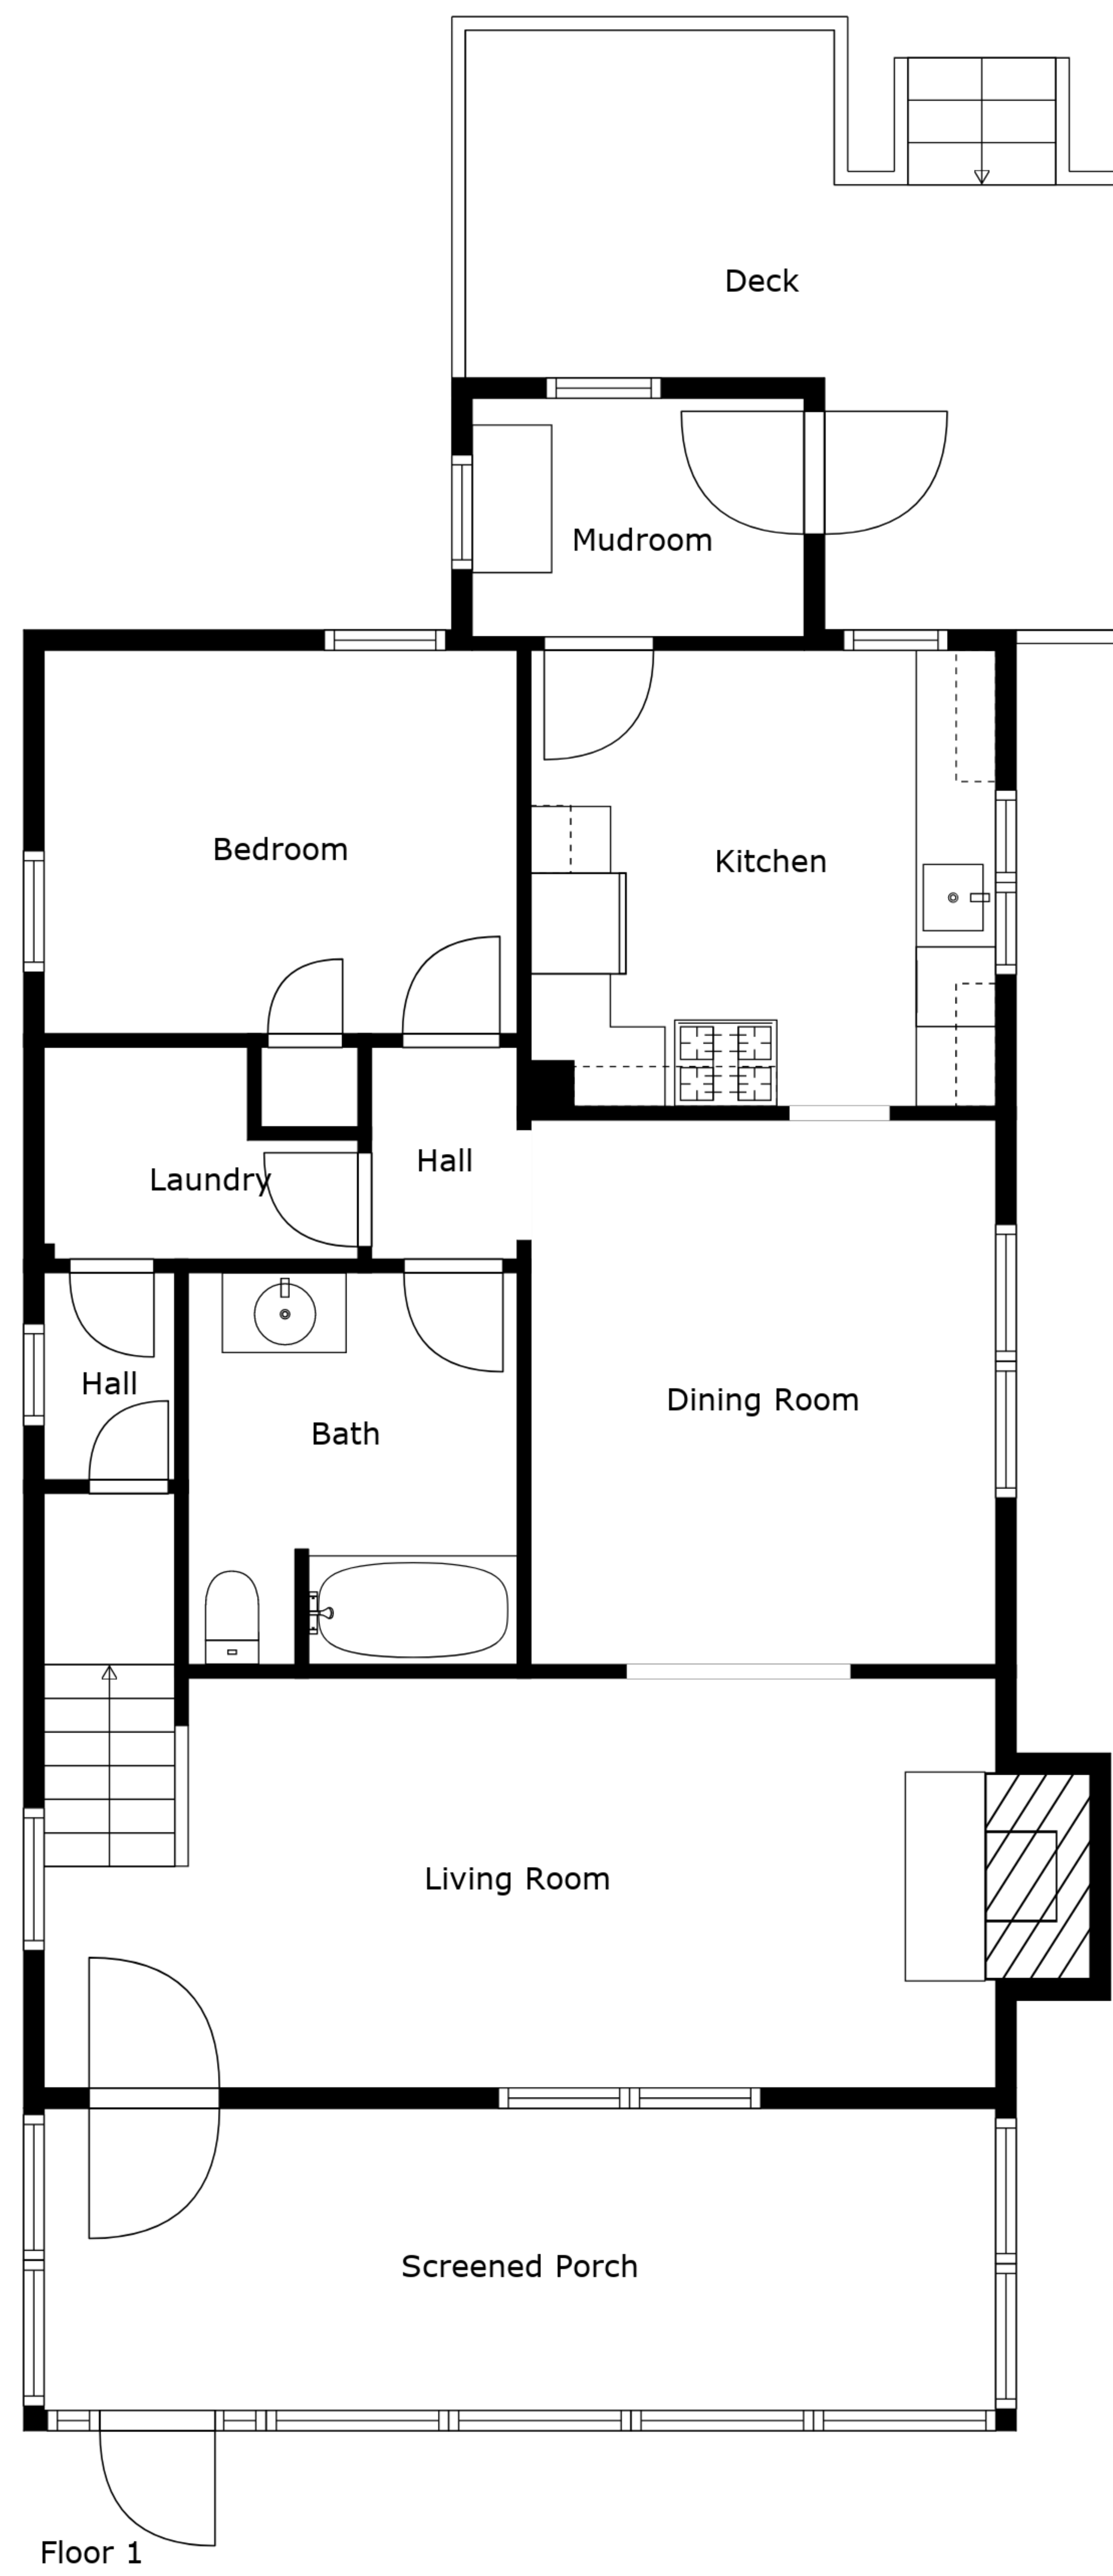 Deck
Mudroom
Bedroom
Kitchen
Hall
Laundry
Hall
Dining Room
Bath
Living Room
Screened Porch
Floor 1